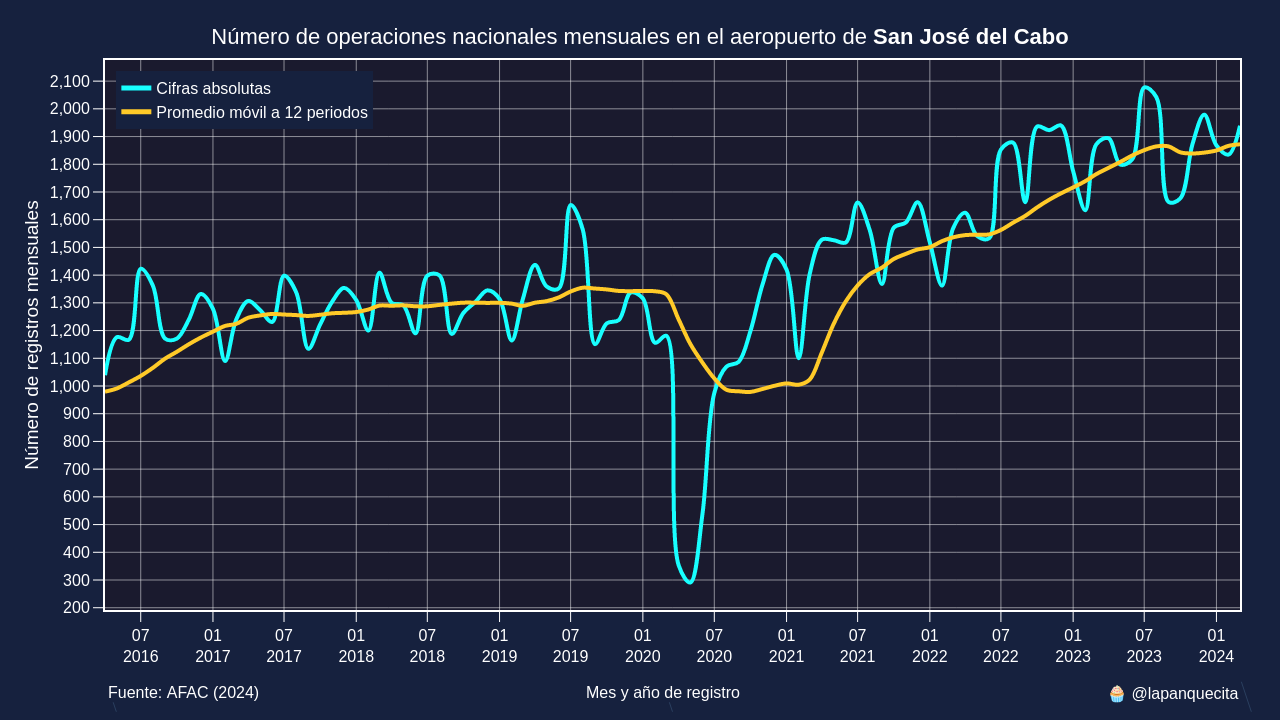 Número de operaciones nacionales mensuales en el aeropuerto de San José del Cabo
Cifras absolutas
Promedio móvil a 12 periodos
Número de registros mensuales
2,100
2,000
1,900
1,800
1,700
1,600
1,500
1,400
1,300
1,200
1,100
1,000
900
800
700
600
500
400
300
200
07 01 07 01 07 01 07 01 07 01 07 01 07 01 07 01
2016 2017 2017 2018 2018 2019 2019 2020 2020 2021 2021 2022 2022 2023 2023 2024
Fuente: AFAC (2024) Mes y año de registro 🧁 @lapanquecita